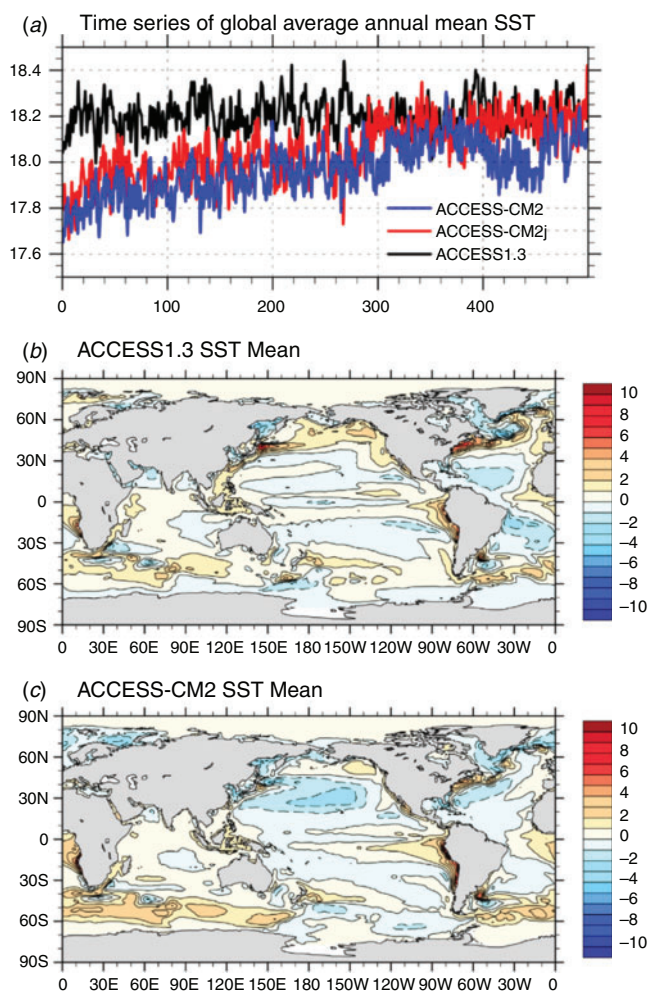 (a) Time series of global average annual mean SST
18.4
18.2
18.0
17.8
17.6
ACCESS-CM2
ACCESS-CM2j
ACCESS1.3
0 100 200 300 400
(b) ACCESS1.3 SST Mean
90N
60N
30N
0
30S
60S
90S
0 30E 60E 90E 120E 150E 180 150W 120W 90W 60W 30W 0
10
8
6
4
2
0
−2
−4
−6
−8
−10
(c) ACCESS-CM2 SST Mean
90N
60N
30N
0
30S
60S
90S
0 30E 60E 90E 120E 150E 180 150W 120W 90W 60W 30W 0
10
8
6
4
2
0
−2
−4
−6
−8
−10